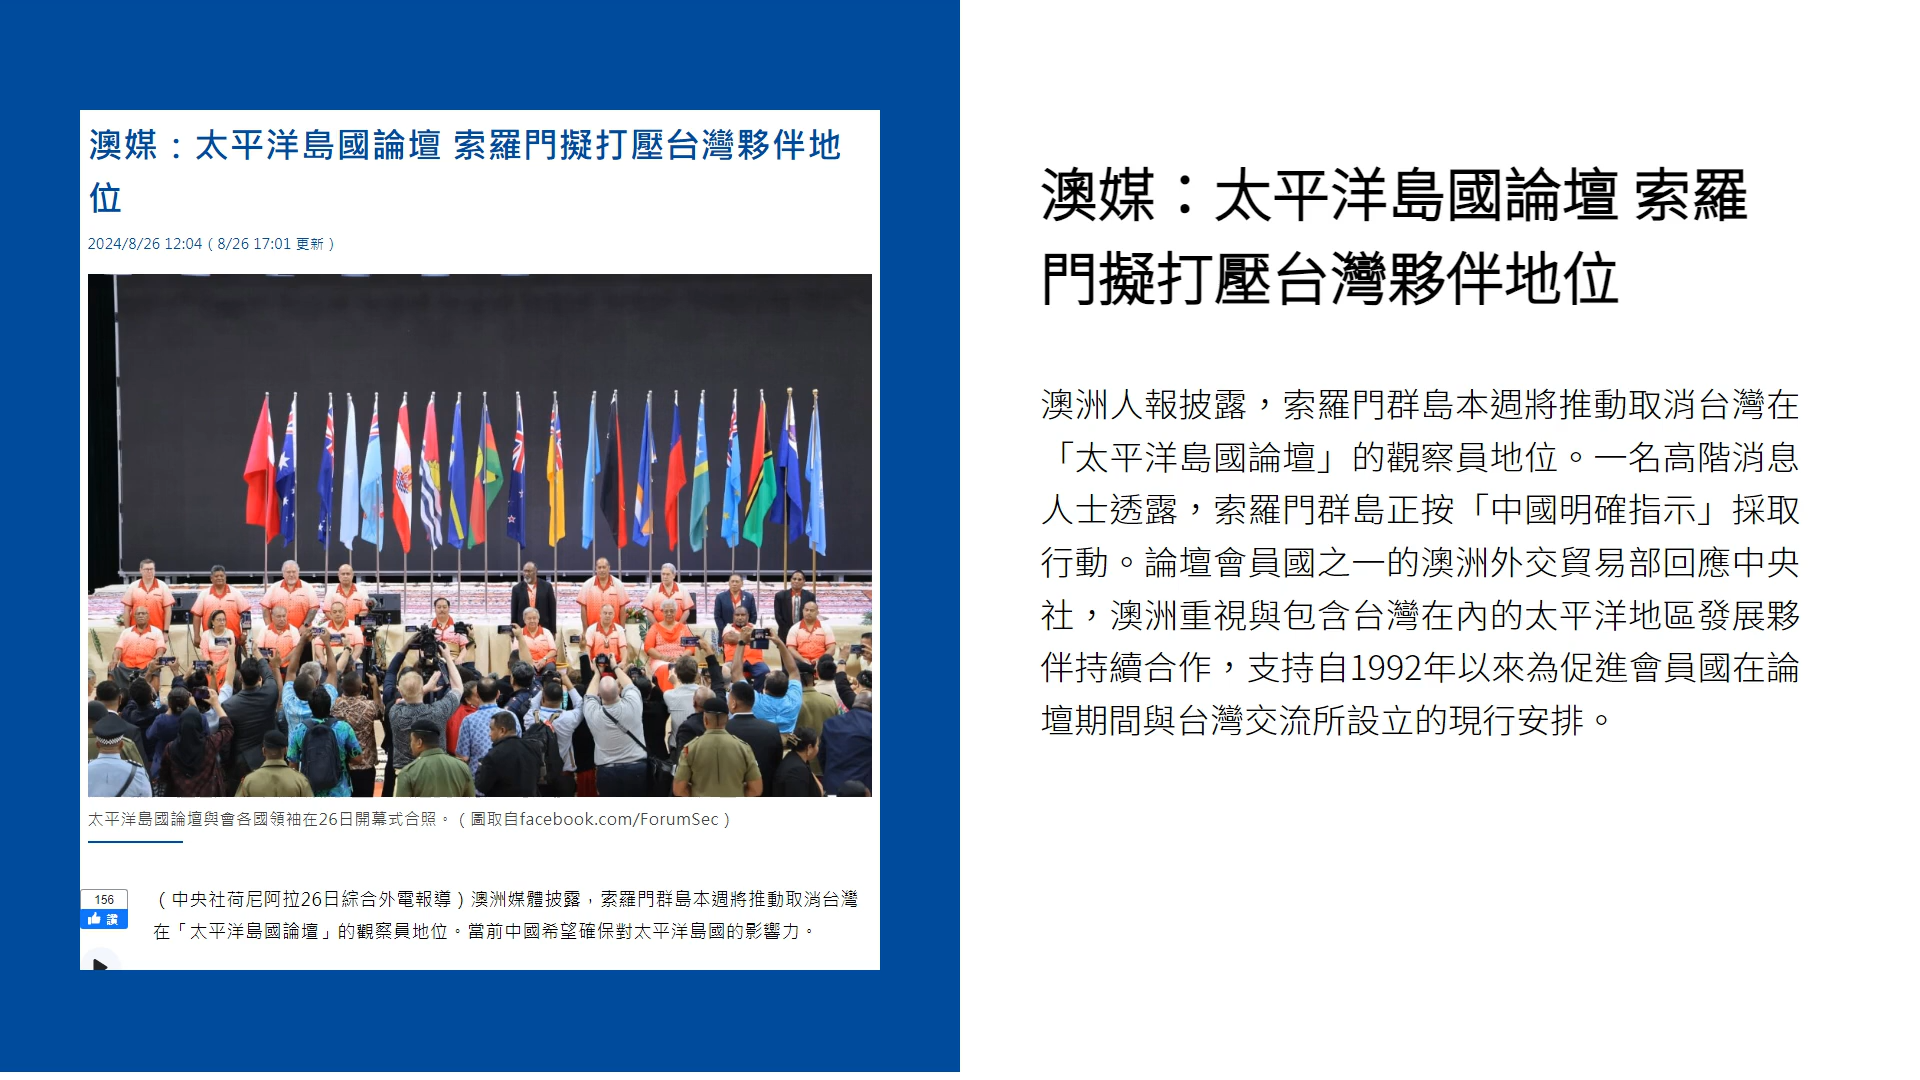 澳媒：太平洋島國論壇 索羅門擬打壓台灣夥伴地
位
2024/8/26 12:04（8/26 17:01 更新）
太平洋島國論壇與會各國領袖在26日開幕式合照。（圖取自facebook.com/ForumSec）
156
讚
（中央社荷尼阿拉26日綜合外電報導）澳洲媒體披露，索羅門群島本週將推動取消台灣
在「太平洋島國論壇」的觀察員地位。當前中國希望確保對太平洋島國的影響力。
澳媒：太平洋島國論壇 索羅
門擬打壓台灣夥伴地位
澳洲人報披露，索羅門群島本週將推動取消台灣在
「太平洋島國論壇」的觀察員地位。一名高階消息
人士透露，索羅門群島正按「中國明確指示」採取
行動。論壇會員國之一的澳洲外交貿易部回應中央
社，澳洲重視與包含台灣在內的太平洋地區發展夥
伴持續合作，支持自1992年以來為促進會員國在論
壇期間與台灣交流所設立的現行安排。